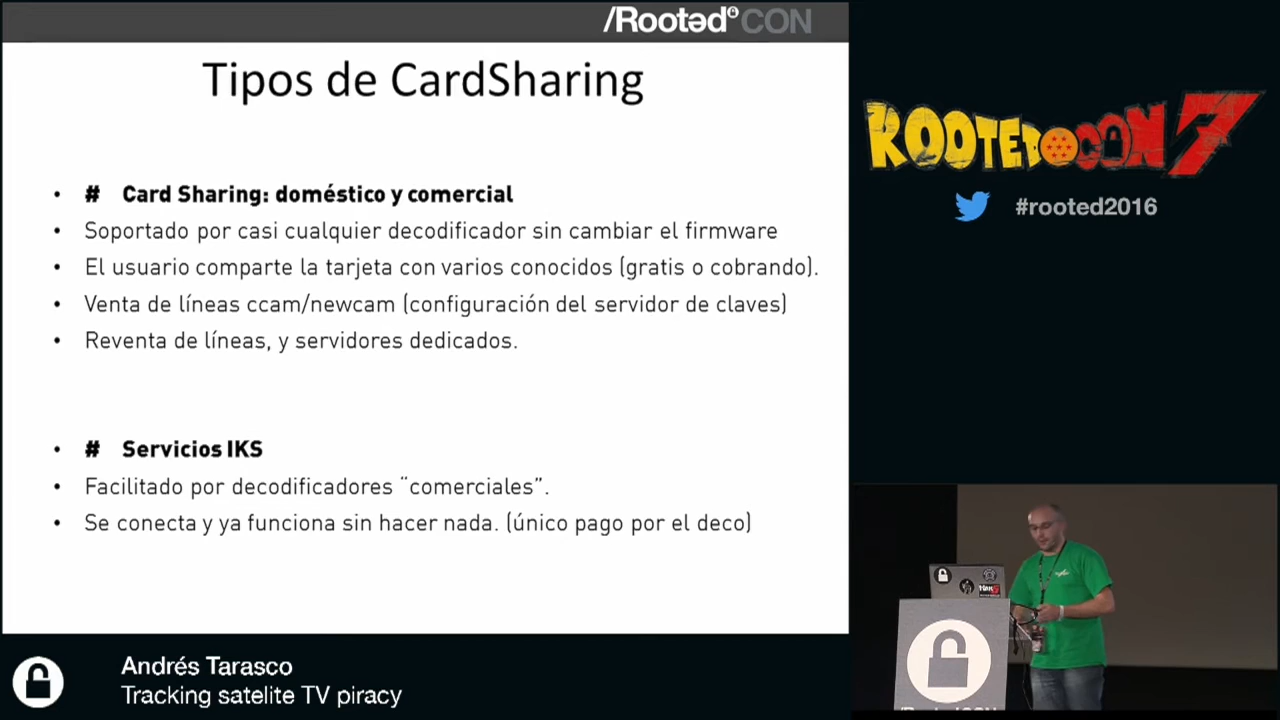 /Rootəd CON
Tipos de CardSharing
• # Card Sharing: doméstico y comercial
• Soportado por casi cualquier decodificador sin cambiar el firmware
• El usuario comparte la tarjeta con varios conocidos (gratis o cobrando).
• Venta de líneas ccam/newcam (configuración del servidor de claves)
• Reventa de líneas, y servidores dedicados.
• # Servicios IKS
• Facilitado por decodificadores “comerciales”.
• Se conecta y ya funciona sin hacer nada. (único pago por el deco)
ROOTEDCON 7
#rooted2016
Andrés Tarasco
Tracking satelite TV piracy